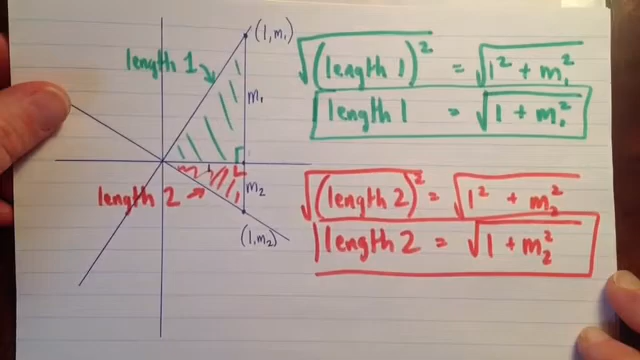 (1, m₁)
length 1
m₁
1
m₂
length 2
(1, m₂)
√(length 1)² = √1² + m₁²
length 1 = √1 + m₁²
√(length 2)² = √1² + m₂²
length 2 = √1 + m₂²